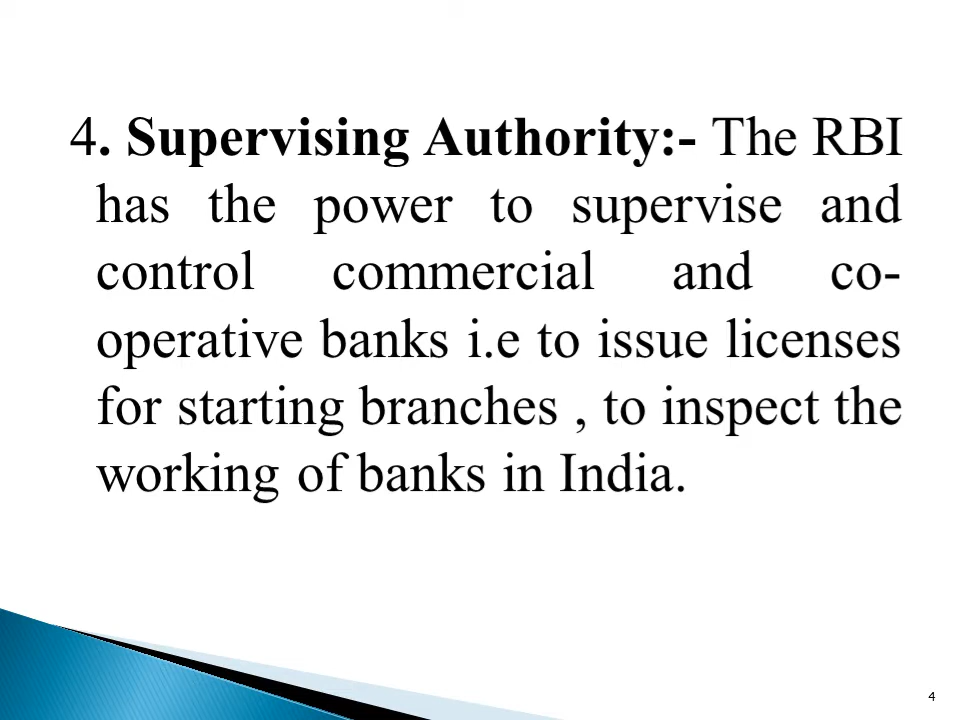 4. Supervising Authority:- The RBI
has the power to supervise and
control commercial and co-
operative banks i.e to issue licenses
for starting branches , to inspect the
working of banks in India.
4